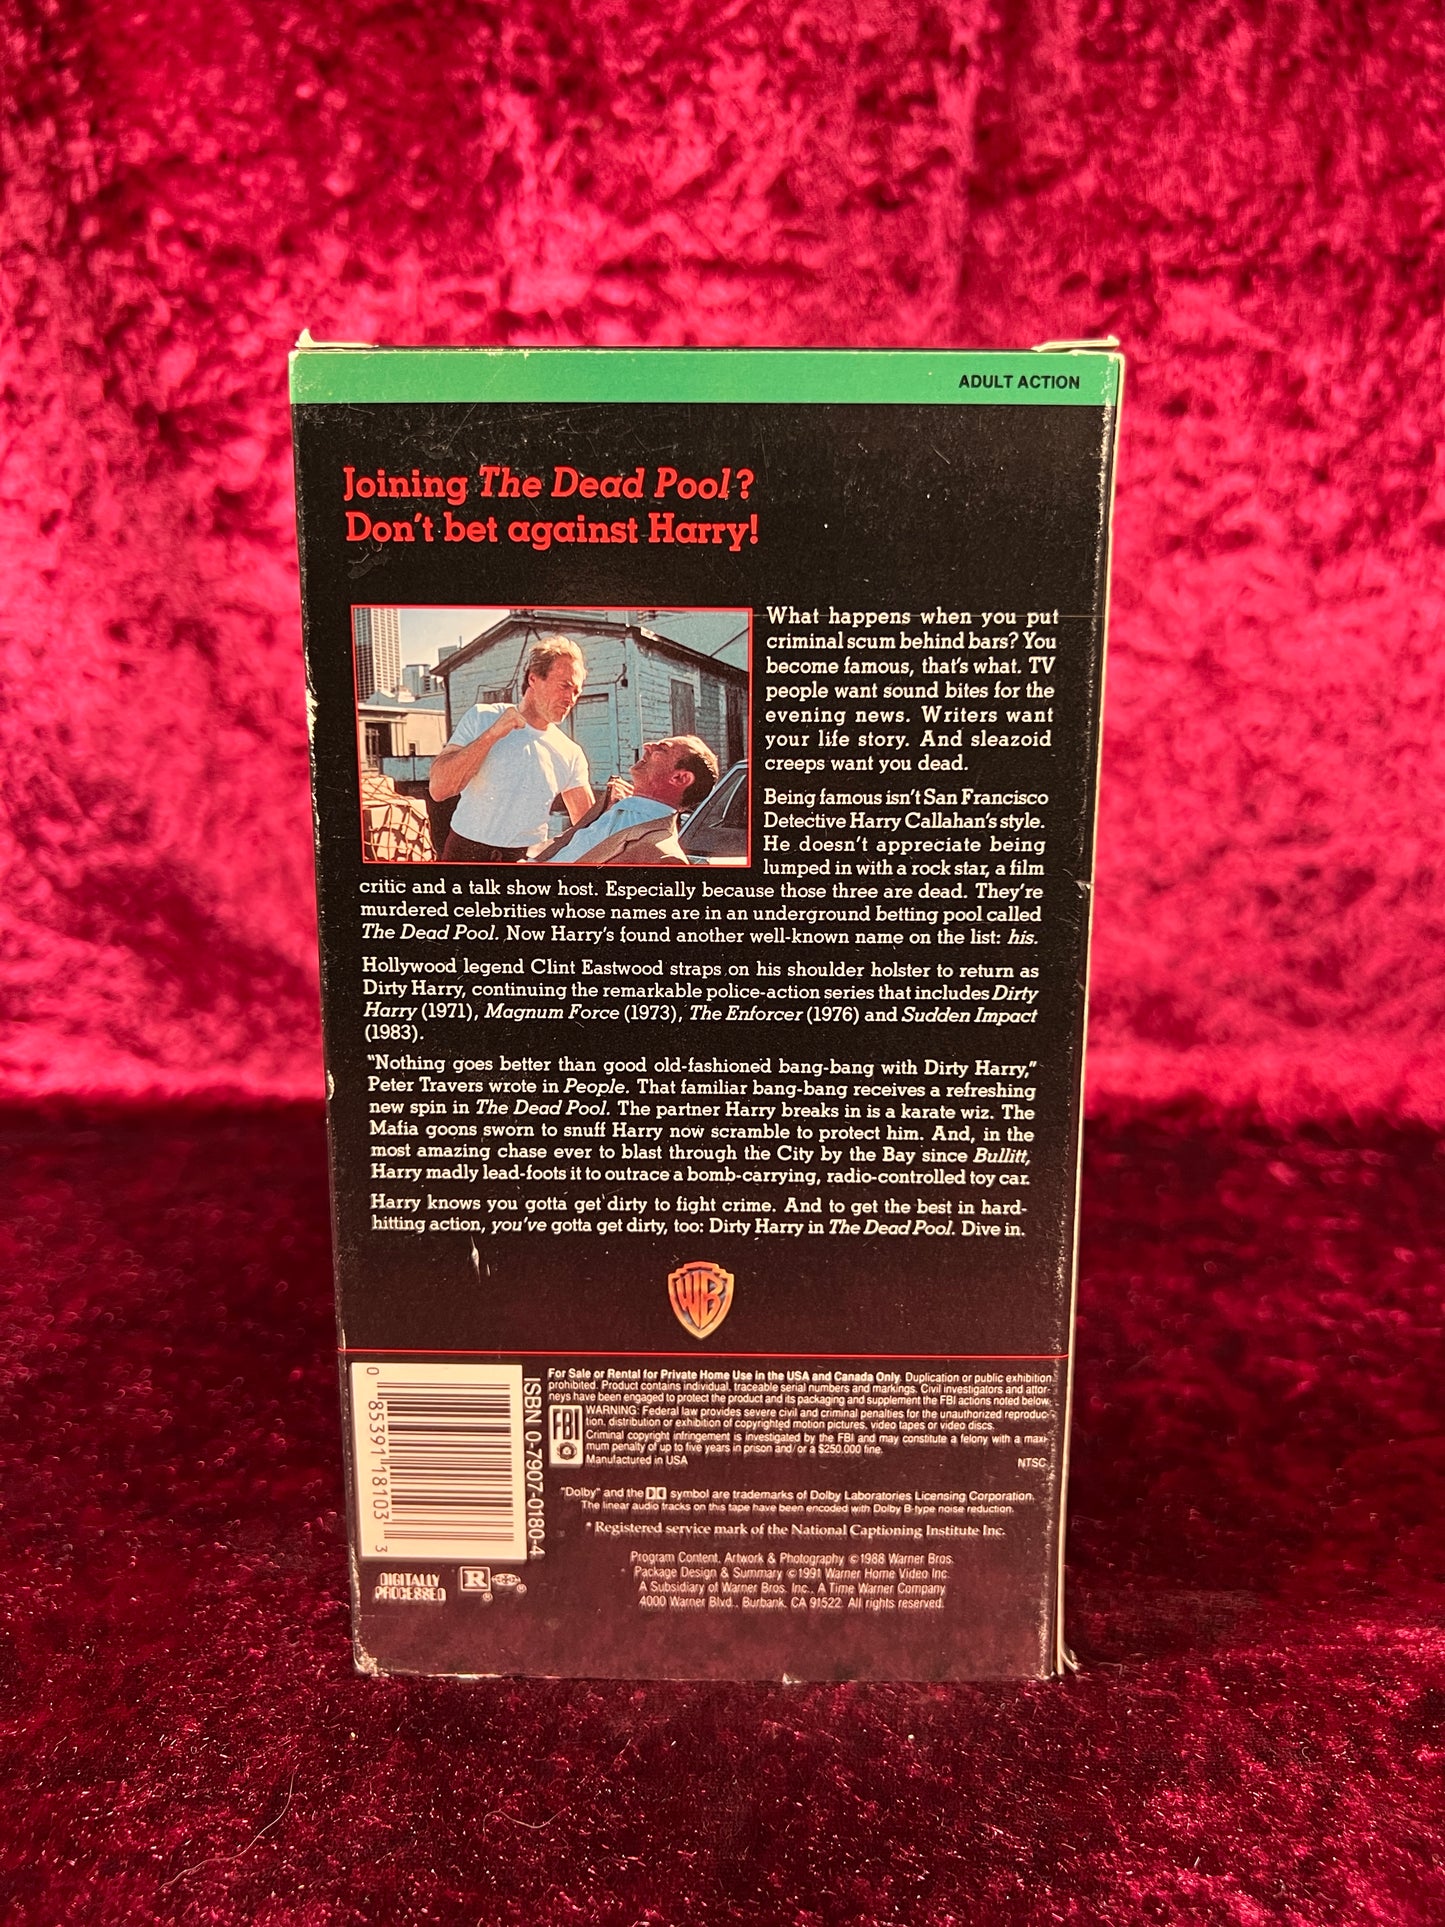 ADULT ACTION
Joining The Dead Pool?
Don't bet against Harry!
What happens when you put
criminal scum behind bars? You
become famous, that's what. TV
people want sound bites for the
evening news. Writers want
your life story. And sleazoid
creeps want you dead.
Being famous isn't San Francisco
Detective Harry Callahan's style.
He doesn't appreciate being
lumped in with a rock star, a film
critic and a talk show host. Especially because those three are dead. They're
murdered celebrities whose names are in an underground betting pool called
The Dead Pool. Now Harry's found another well-known name on the list: his.
Hollywood legend Clint Eastwood straps on his shoulder holster to return as
Dirty Harry, continuing the remarkable police-action series that includes Dirty
Harry (1971), Magnum Force (1973), The Enforcer (1976) and Sudden Impact
(1983).
"Nothing goes better than good old-fashioned bang-bang with Dirty Harry,"
Peter Travers wrote in People. That familiar bang-bang receives a refreshing
new spin in The Dead Pool. The partner Harry breaks in is a karate wiz. The
Mafia goons sworn to snuff Harry now scramble to protect him. And, in the
most amazing chase ever to blast through the City by the Bay since Bullitt,
Harry madly lead-foots it to outrace a bomb-carrying, radio-controlled toy car.
Harry knows you gotta get dirty to fight crime. And to get the best in hard-
hitting action, you've gotta get dirty, too: Dirty Harry in The Dead Pool. Dive in.
WB
0 85391 18103 3
ISBN 0-7907-0180-4
For Sale or Rental for Private Home Use in the USA and Canada Only. Duplication or public exhibition
prohibited. Product contains individual, traceable serial numbers and markings. Civil investigators and attor-
neys have been engaged to protect the product and its packaging and supplement the FBI actions noted below.
FBI
WARNING: Federal law provides severe civil and criminal penalties for the unauthorized reproduc-
tion, distribution or exhibition of copyrighted motion pictures, video tapes or video discs.
Criminal copyright infringement is investigated by the FBI and may constitute a felony with a maxi-
mum penalty of up to five years in prison and/or a $250,000 fine.
Manufactured in USA
NTSC
"Dolby" and the symbol are trademarks of Dolby Laboratories Licensing Corporation.
The linear audio tracks on this tape have been encoded with Dolby B-type noise reduction.
* Registered service mark of the National Captioning Institute Inc.
Program Content, Artwork & Photography © 1988 Warner Bros.
Package Design & Summary © 1991 Warner Home Video Inc.
A Subsidiary of Warner Bros. Inc., A Time Warner Company
4000 Warner Blvd., Burbank, CA 91522. All rights reserved.
DIGITALLY
PROCESSED
R ® ®